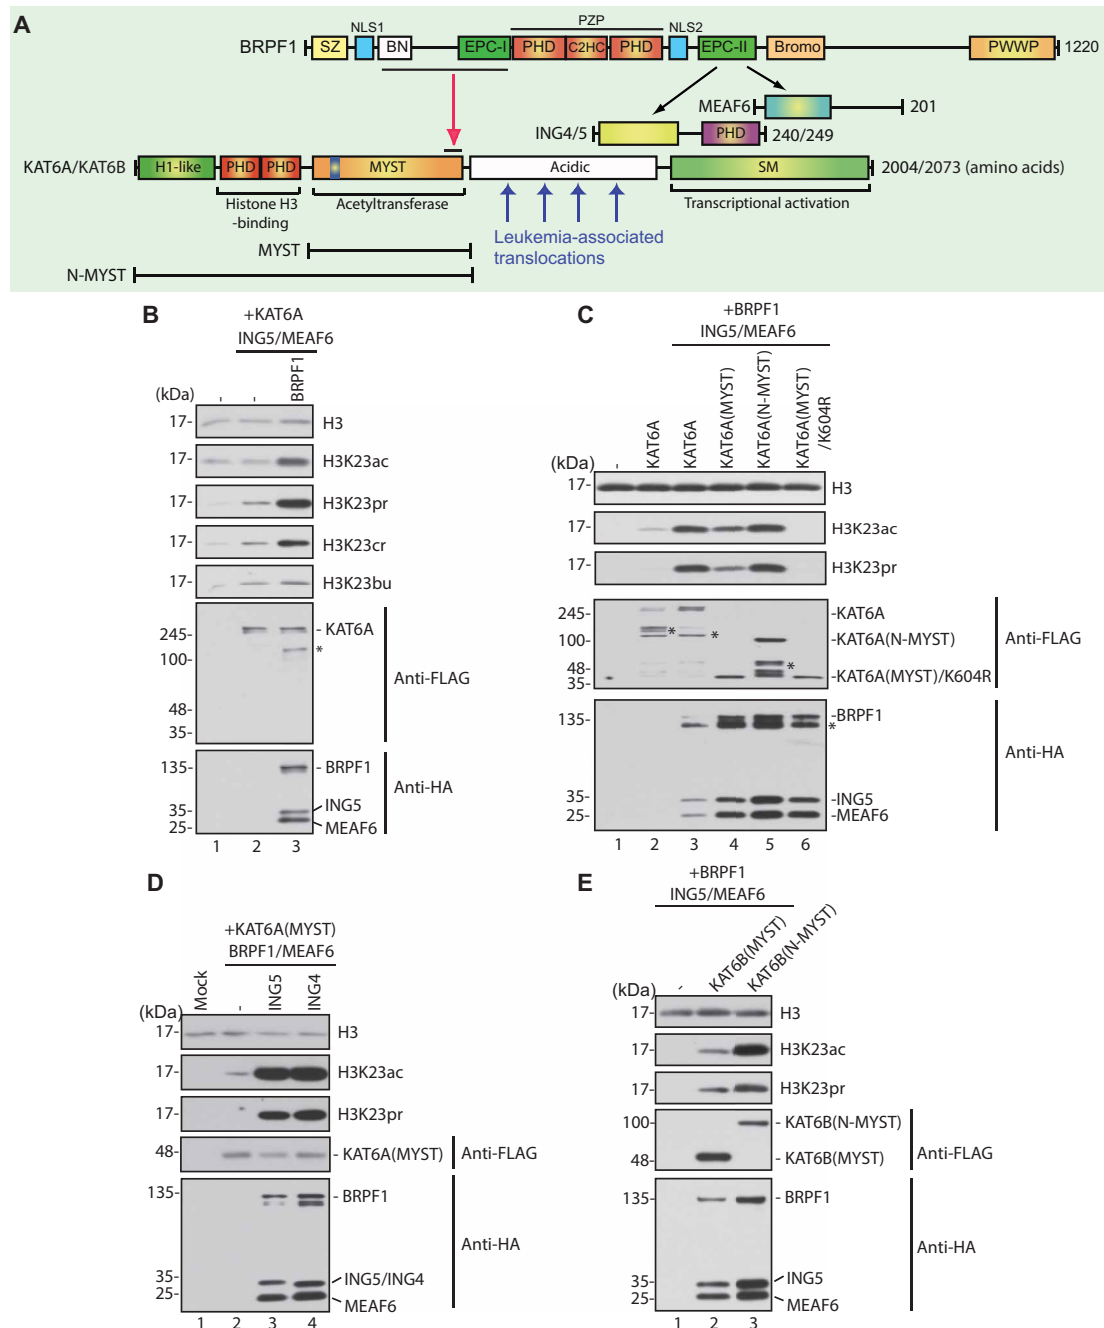 A
PZP
NLS1
NLS2
BRPF1
SZ
BN
EPC-I
PHD
C2HC
PHD
EPC-II
Bromo
PWWP
1220
MEAF6
201
ING4/5
PHD
240/249
KAT6A/KAT6B
H1-like
PHD
PHD
MYST
Acidic
SM
2004/2073 (amino acids)
Histone H3
-binding
Acetyltransferase
Transcriptional activation
Leukemia-associated
translocations
MYST
N-MYST
B
+KAT6A
ING5/MEAF6
(kDa)
-
-
BRPF1
17-
H3
17-
H3K23ac
17-
H3K23pr
17-
H3K23cr
17-
H3K23bu
245-
100-
48-
35-
- KAT6A
*
Anti-FLAG
135-
35-
25-
- BRPF1
ING5
MEAF6
Anti-HA
1 2 3
C
+BRPF1
ING5/MEAF6
(kDa)
-
KAT6A
KAT6A
KAT6A(MYST)
KAT6A(N-MYST)
KAT6A(MYST)
/K604R
17-
H3
17-
H3K23ac
17-
H3K23pr
245-
100-
48-
35-
-KAT6A
*
*
-KAT6A(N-MYST)
*
-KAT6A(MYST)/K604R
Anti-FLAG
135-
35-
25-
-BRPF1
*
-ING5
-MEAF6
Anti-HA
1 2 3 4 5 6
D
+KAT6A(MYST)
BRPF1/MEAF6
(kDa)
Mock
-
ING5
ING4
17-
H3
17-
H3K23ac
17-
H3K23pr
48-
- KAT6A(MYST)
Anti-FLAG
135-
35-
25-
- BRPF1
ING5/ING4
MEAF6
Anti-HA
1 2 3 4
E
+BRPF1
ING5/MEAF6
(kDa)
-
KAT6B(MYST)
KAT6B(N-MYST)
17-
H3
17-
H3K23ac
17-
H3K23pr
100-
48-
- KAT6B(N-MYST)
- KAT6B(MYST)
Anti-FLAG
135-
35-
25-
- BRPF1
ING5
MEAF6
Anti-HA
1 2 3